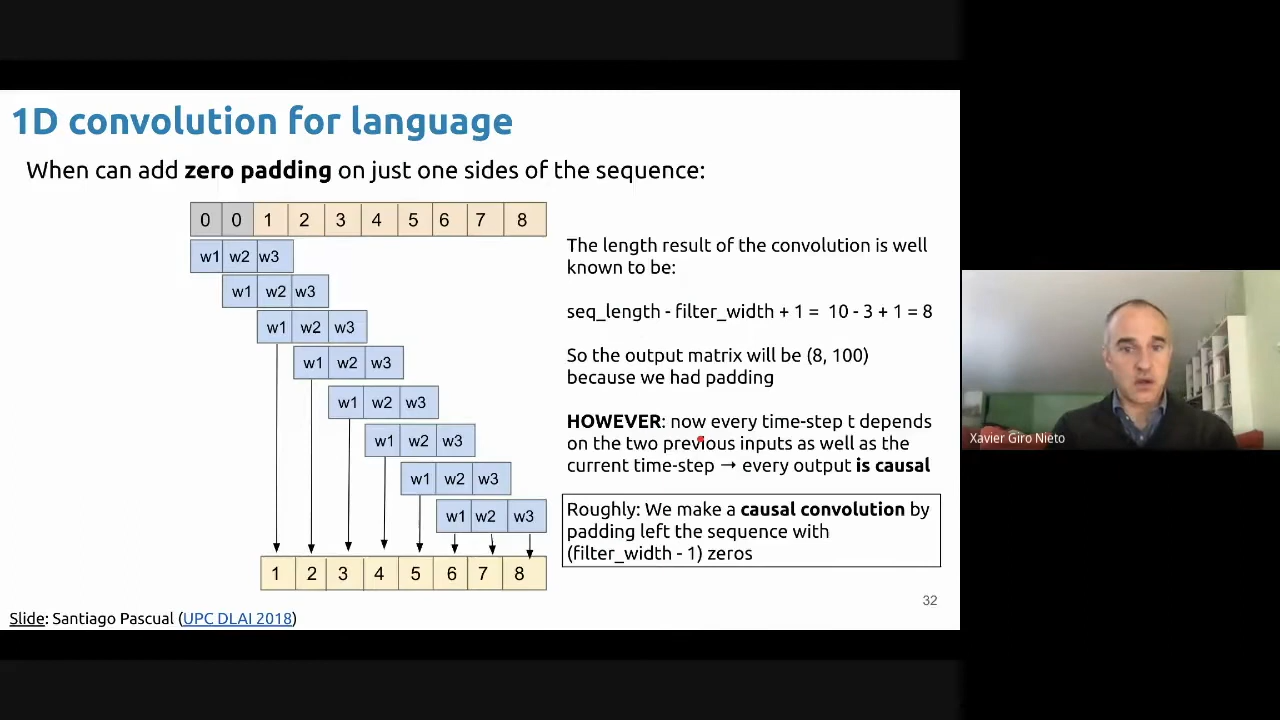 1D convolution for language
When can add zero padding on just one sides of the sequence:
0 0 1 2 3 4 5 6 7 8
w1 w2 w3
w1 w2 w3
w1 w2 w3
w1 w2 w3
w1 w2 w3
w1 w2 w3
w1 w2 w3
w1 w2 w3
1 2 3 4 5 6 7 8
The length result of the convolution is well
known to be:
seq_length - filter_width + 1 = 10 - 3 + 1 = 8
So the output matrix will be (8, 100)
because we had padding
HOWEVER: now every time-step t depends
on the two previous inputs as well as the
current time-step → every output is causal
Roughly: We make a causal convolution by
padding left the sequence with
(filter_width - 1) zeros
32
Slide: Santiago Pascual (UPC DLAI 2018)
Xavier Giro Nieto